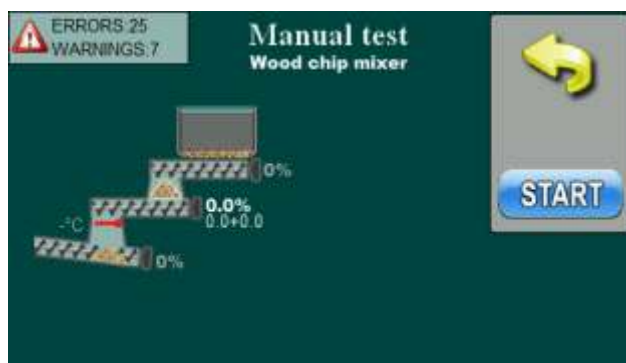 ERRORS:25
WARNINGS:7
Manual test
Wood chip mixer
0%
0.0%
0.0+0.0
-°C
0%
START